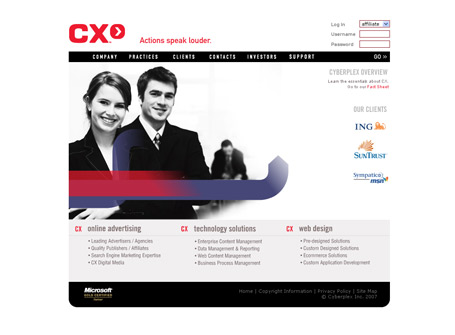 CX
Actions speak louder.
Log In affiliate
Username
Password
COMPANY PRACTICES CLIENTS CONTACTS INVESTORS SUPPORT GO »
CYBERPLEX OVERVIEW
Learn the essentials about CX.
Go to our Fact Sheet
OUR CLIENTS
ING
SUNTRUST
Sympatico
msn
CX online advertising
• Leading Advertisers / Agencies
• Quality Publishers / Affiliates
• Search Engine Marketing Expertise
• CX Digital Media
CX technology solutions
• Enterprise Content Management
• Data Management & Reporting
• Web Content Management
• Business Process Management
CX web design
• Pre-designed Solutions
• Custom Designed Solutions
• Ecommerce Solutions
• Custom Application Development
Microsoft
GOLD CERTIFIED
Partner
Home | Copyright Information | Privacy Policy | Site Map
© Cyberplex Inc. 2007